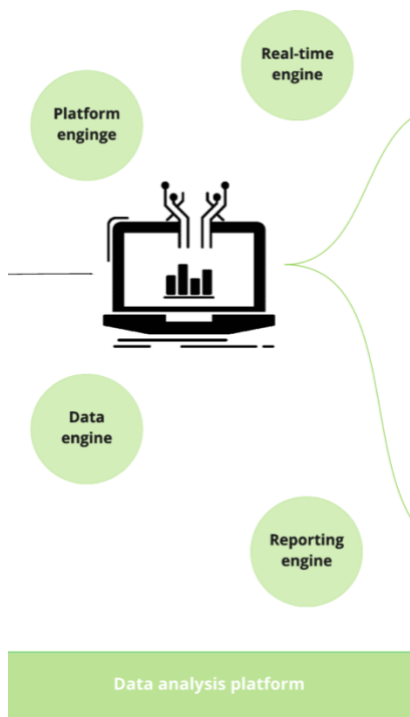 Real-time
engine
Platform
enginge
Data
engine
Reporting
engine
Data analysis platform